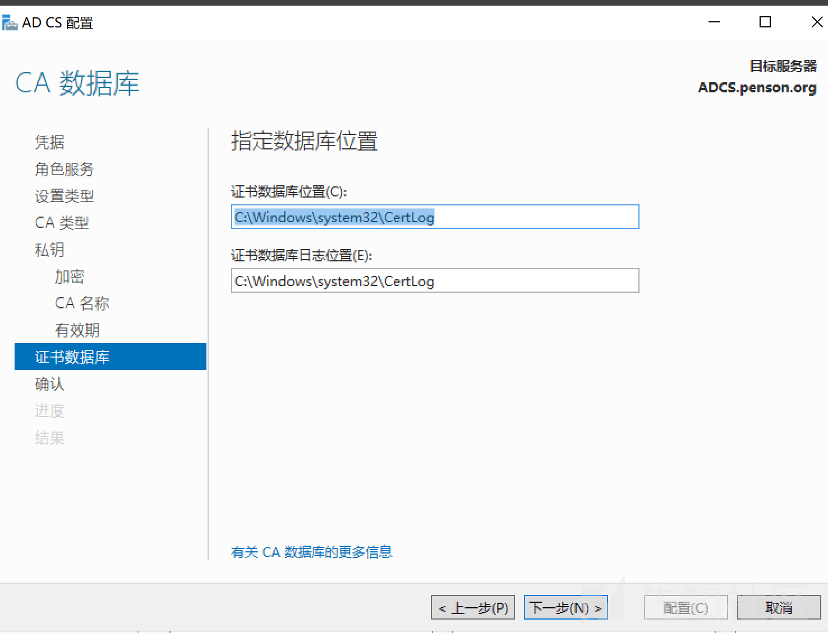 AD CS 配置
CA 数据库
目标服务器
ADCS.penson.org
凭据
角色服务
设置类型
CA 类型
私钥
加密
CA 名称
有效期
证书数据库
确认
进度
结果
指定数据库位置
证书数据库位置(C):
C:\Windows\system32\CertLog
证书数据库日志位置(E):
C:\Windows\system32\CertLog
有关 CA 数据库的更多信息
< 上一步(P)
下一步(N) >
配置(C)
取消